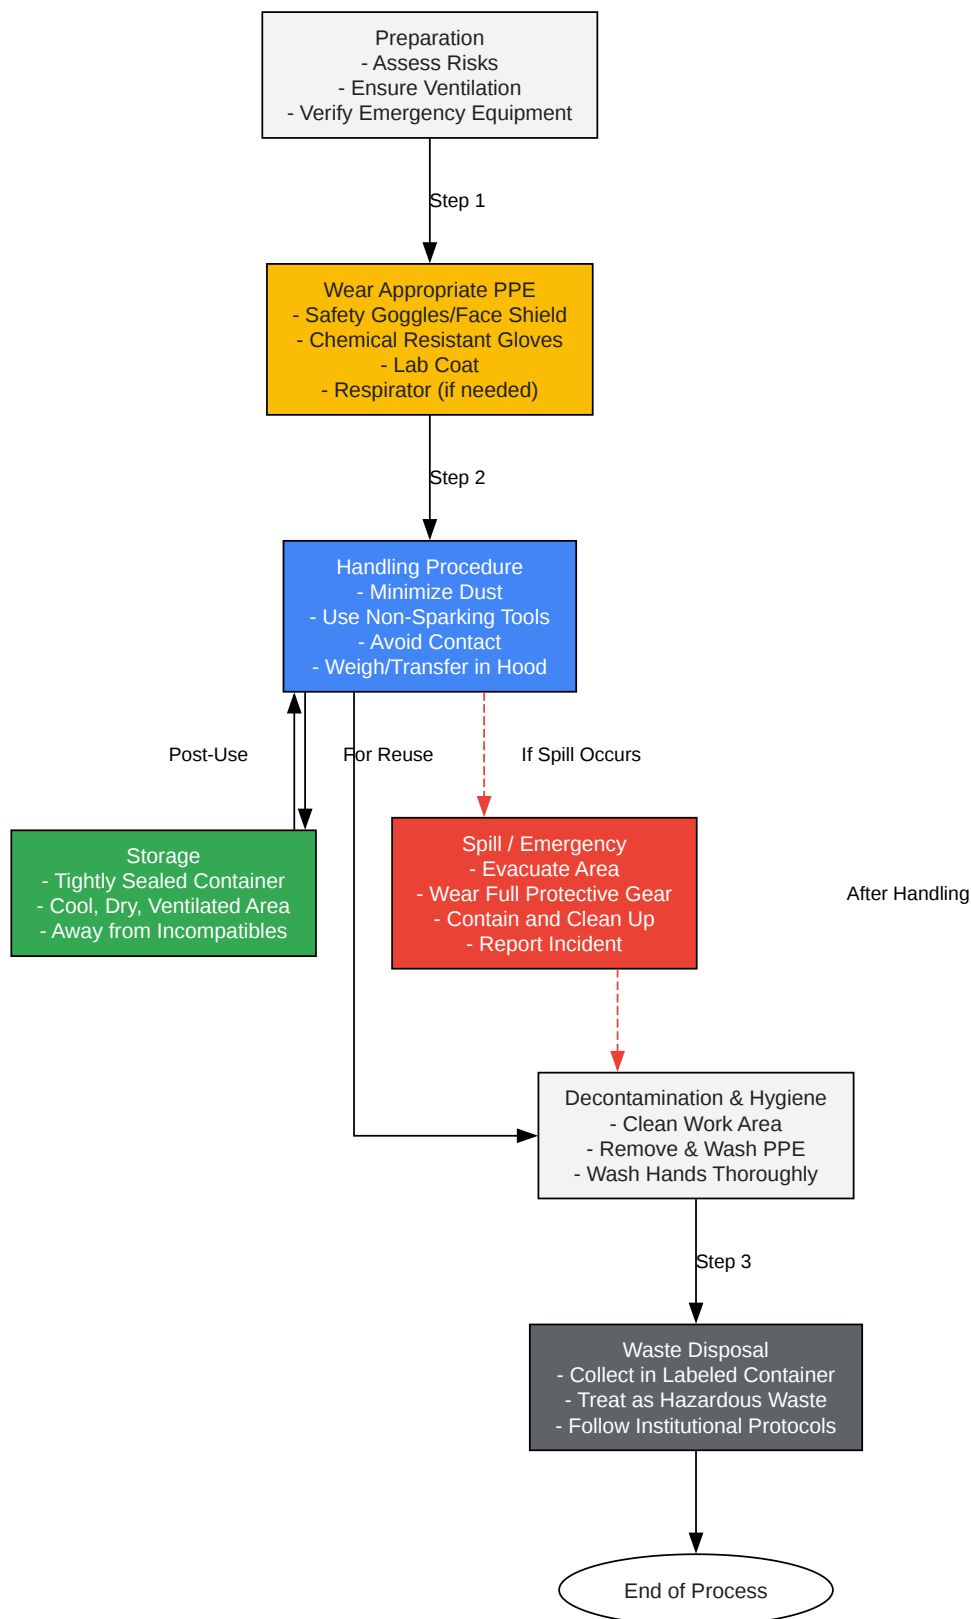 Preparation
- Assess Risks
- Ensure Ventilation
- Verify Emergency Equipment
Step 1
Wear Appropriate PPE
- Safety Goggles/Face Shield
- Chemical Resistant Gloves
- Lab Coat
- Respirator (if needed)
Step 2
Handling Procedure
- Minimize Dust
- Use Non-Sparking Tools
- Avoid Contact
- Weigh/Transfer in Hood
Post-Use
For Reuse
If Spill Occurs
Storage
- Tightly Sealed Container
- Cool, Dry, Ventilated Area
- Away from Incompatibles
Spill / Emergency
- Evacuate Area
- Wear Full Protective Gear
- Contain and Clean Up
- Report Incident
After Handling
Decontamination & Hygiene
- Clean Work Area
- Remove & Wash PPE
- Wash Hands Thoroughly
Step 3
Waste Disposal
- Collect in Labeled Container
- Treat as Hazardous Waste
- Follow Institutional Protocols
End of Process